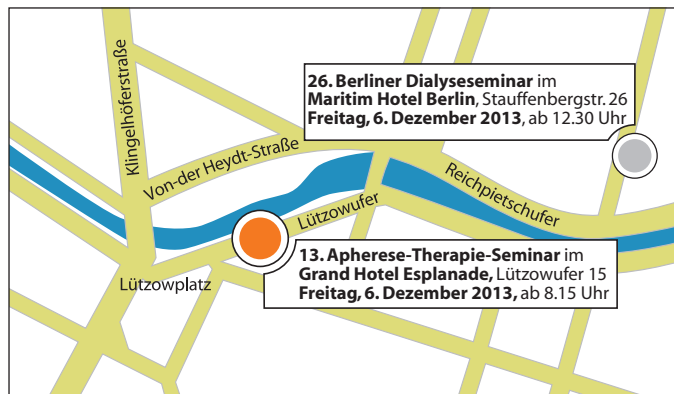 Klingelhöferstraße
26. Berliner Dialyseseminar im
Maritim Hotel Berlin, Stauffenbergstr. 26
Freitag, 6. Dezember 2013, ab 12.30 Uhr
Von-der Heydt-Straße
Reichpietschufer
Lützowufer
13. Apherese-Therapie-Seminar im
Grand Hotel Esplanade, Lützowufer 15
Freitag, 6. Dezember 2013, ab 8.15 Uhr
Lützowplatz